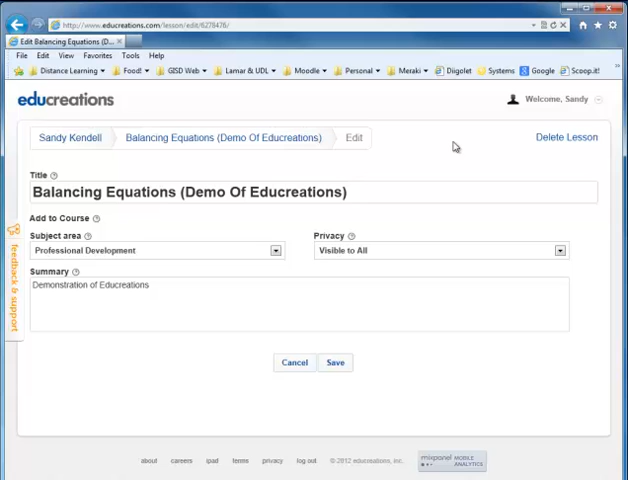 http://www.educreations.com/lesson/edit/6278476/
Edit Balancing Equations (D...
File Edit View Favorites Tools Help
Distance Learning Food! GISD Web Lamar & UDL Moodle Personal Meraki Diigolet Systems Google Scoop.it!
educreations
Welcome, Sandy
Sandy Kendell Balancing Equations (Demo Of Educreations) Edit
Delete Lesson
Title
Balancing Equations (Demo Of Educreations)
Add to Course
Subject area Privacy
Professional Development Visible to All
Summary
Demonstration of Educreations
feedback & support
Cancel Save
about careers ipad terms privacy log out © 2012 educreations, inc.
mixpanel MOBILE
ANALYTICS